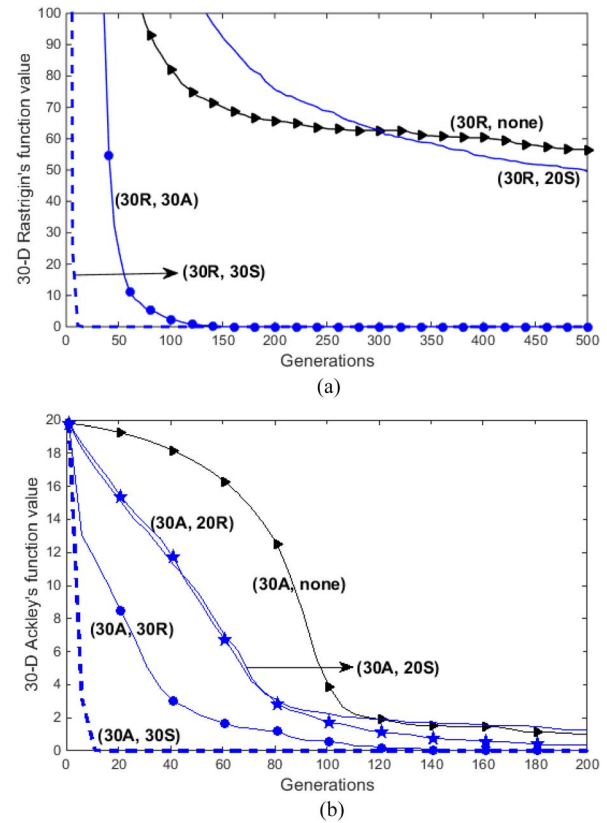 100
90
80
70
60
50
40
30
20
10
0
30-D Rastrigin's function value
(30R, none)
(30R, 20S)
(30R, 30A)
(30R, 30S)
0 50 100 150 200 250 300 350 400 450 500
Generations
(a)
20
18
16
14
12
10
8
6
4
2
0
30-D Ackley's function value
(30A, 20R)
(30A, none)
(30A, 30R)
(30A, 20S)
(30A, 30S)
0 20 40 60 80 100 120 140 160 180 200
Generations
(b)